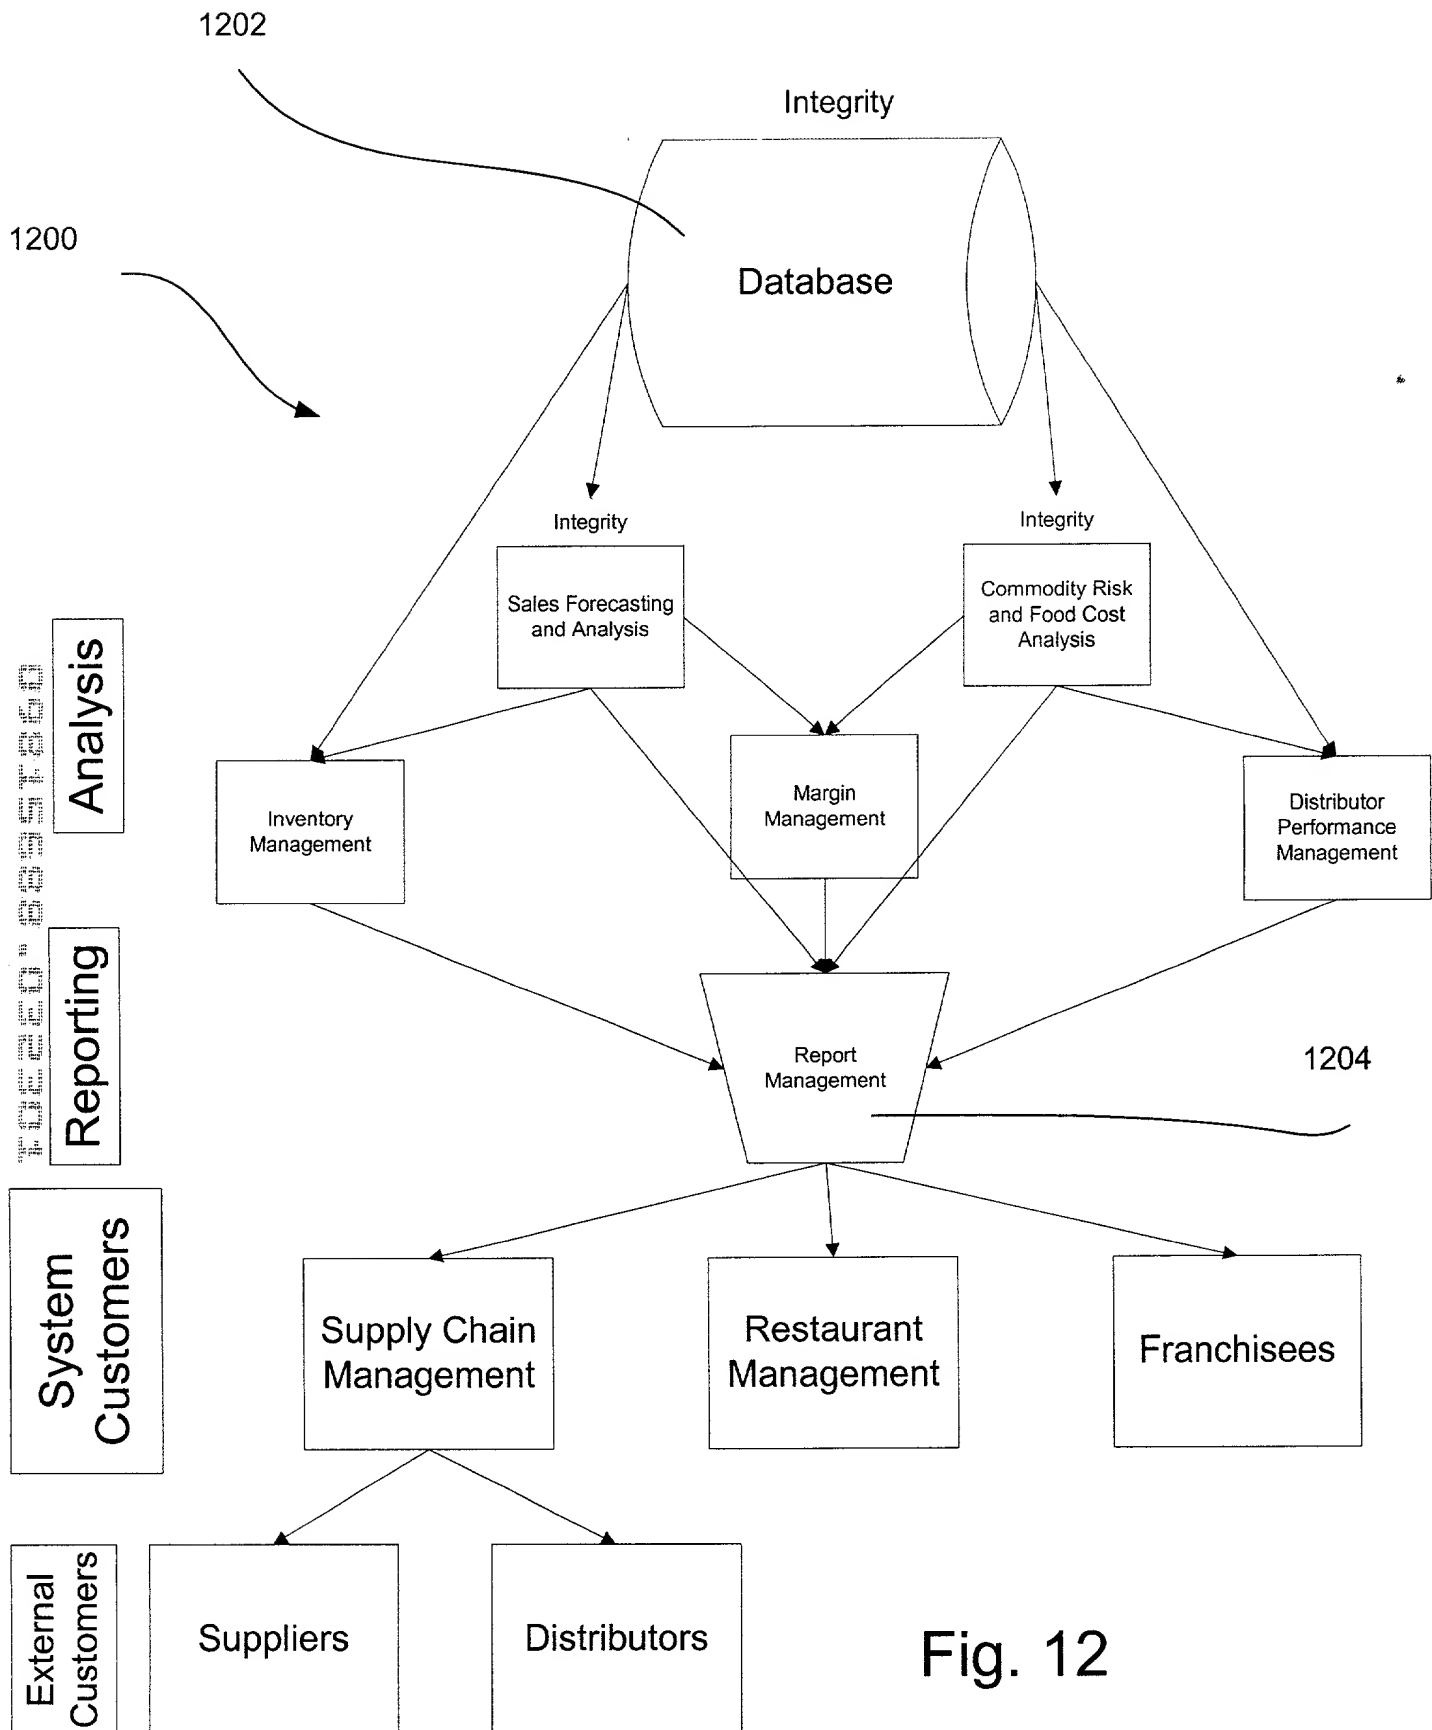 1202
Integrity
1200
Database
Integrity
Integrity
Sales Forecasting
and Analysis
Commodity Risk
and Food Cost
Analysis
Analysis
Inventory
Management
Margin
Management
Distributor
Performance
Management
Reporting
Report
Management
1204
System
Customers
Supply Chain
Management
Restaurant
Management
Franchisees
External
Customers
Suppliers
Distributors
Fig. 12